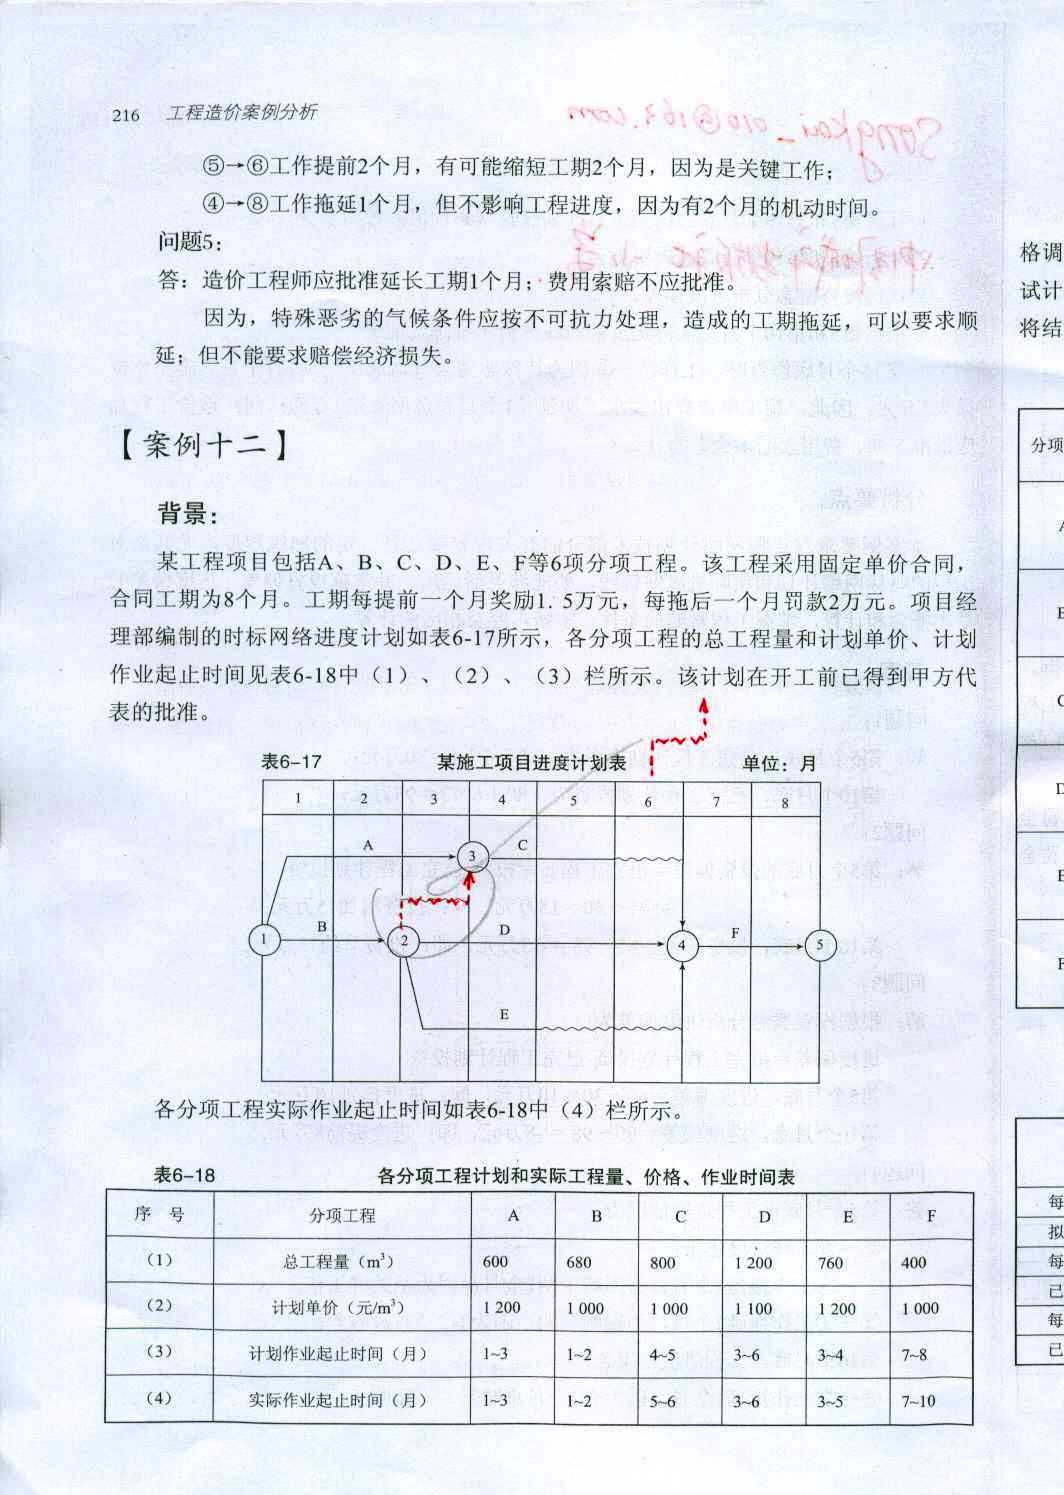 216 工程造价案例分析
⑤→⑥工作提前2个月，有可能缩短工期2个月，因为是关键工作；
④→⑧工作拖延1个月，但不影响工程进度，因为有2个月的机动时间。
问题5：
答：造价工程师应批准延长工期1个月；费用索赔不应批准。
因为，特殊恶劣的气候条件应按不可抗力处理，造成的工期拖延，可以要求顺
延；但不能要求赔偿经济损失。
【案例十二】
背景：
某工程项目包括A、B、C、D、E、F等6项分项工程。该工程采用固定单价合同，
合同工期为8个月。工期每提前一个月奖励1. 5万元，每拖后一个月罚款2万元。项目经
理部编制的时标网络进度计划如表6-17所示，各分项工程的总工程量和计划单价、计划
作业起止时间见表6-18中（1）、（2）、（3）栏所示。该计划在开工前已得到甲方代
表的批准。
表6-17 某施工项目进度计划表 单位：月
1 2 3 4 5 6 7 8
A 3 C
1 B 2 D 4 F 5
E
各分项工程实际作业起止时间如表6-18中（4）栏所示。
表6-18 各分项工程计划和实际工程量、价格、作业时间表
序 号 分项工程 A B C D E F
（1） 总工程量（m³） 600 680 800 1 200 760 400
（2） 计划单价（元/m³） 1 200 1 000 1 000 1 100 1 200 1 000
（3） 计划作业起止时间（月） 1~3 1~2 4~5 3~6 3~4 7~8
（4） 实际作业起止时间（月） 1~3 1~2 5~6 3~6 3~5 7~10
格调
试计
将结
分项
A
B
C
D
E
F
每
拟
每
已
每
已